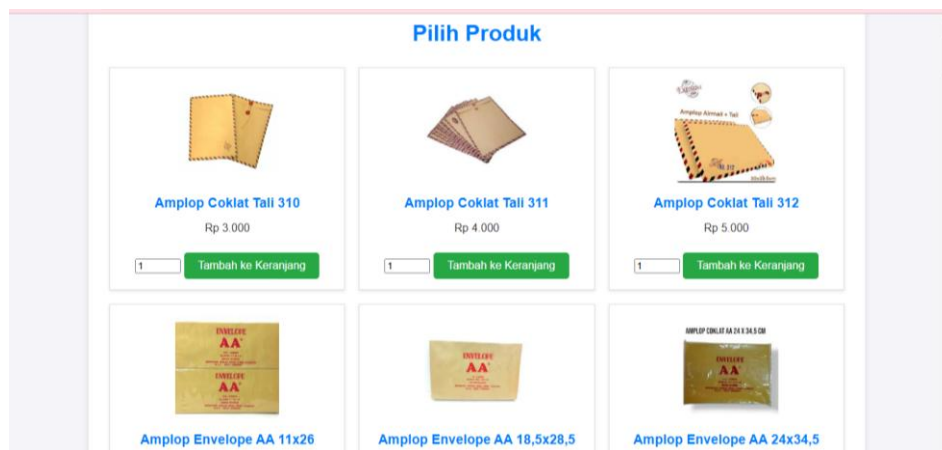 Pilih Produk
Amplop Airmail + Tali
Amplop Coklat Tali 310
Amplop Coklat Tali 311
Amplop Coklat Tali 312
Rp 3.000
Rp 4.000
Rp 5.000
1 Tambah ke Keranjang
1 Tambah ke Keranjang
1 Tambah ke Keranjang
ENVELOPE
AA
ENVELOPE
AA
ENVELOPE
AA
AMPLOP COKLAT AA 24 X 34,5 CM
ENVELOPE
AA
Amplop Envelope AA 11x26
Amplop Envelope AA 18,5x28,5
Amplop Envelope AA 24x34,5